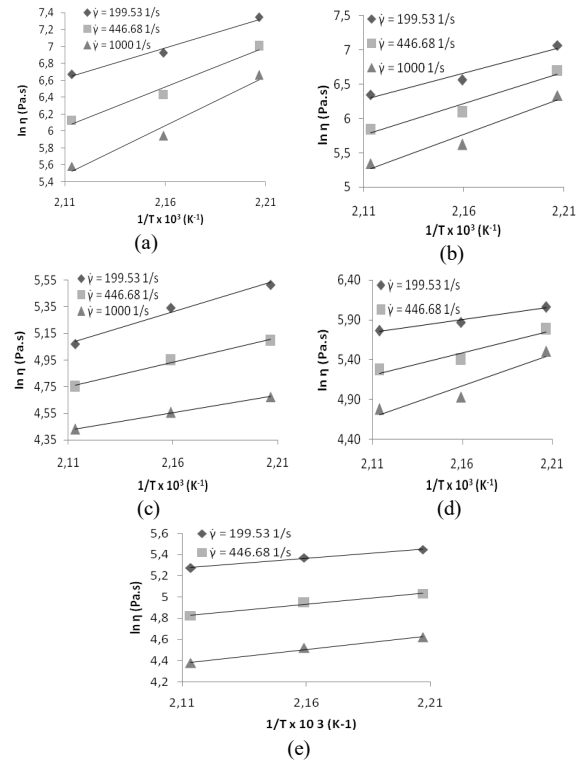 7,4
7,2
7
6,8
6,6
6,4
6,2
6
5,8
5,6
5,4
ln η (Pa.s)
γ̇ = 199.53 1/s
γ̇ = 446.68 1/s
γ̇ = 1000 1/s
2,11
2,16
2,21
1/T x 10³ (K⁻¹)
(a)
7,5
7
6,5
6
5,5
5
ln η (Pa.s)
γ̇ = 199.53 1/s
γ̇ = 446.68 1/s
γ̇ = 1000 1/s
2,11
2,16
2,21
1/T x 10³ (K⁻¹)
(b)
5,55
5,35
5,15
4,95
4,75
4,55
4,35
ln η (Pa.s)
γ̇ = 199.53 1/s
γ̇ = 446.68 1/s
γ̇ = 1000 1/s
2,11
2,16
2,21
1/T x 10³ (K⁻¹)
(c)
6,40
5,90
5,40
4,90
4,40
ln η (Pa.s)
γ̇ = 199.53 1/s
γ̇ = 446.68 1/s
2,11
2,16
2,21
1/T x 10³ (K⁻¹)
(d)
5,6
5,4
5,2
5
4,8
4,6
4,4
4,2
ln η (Pa.s)
γ̇ = 199.53 1/s
γ̇ = 446.68 1/s
2,11
2,16
2,21
1/T x 10 3 (K-1)
(e)